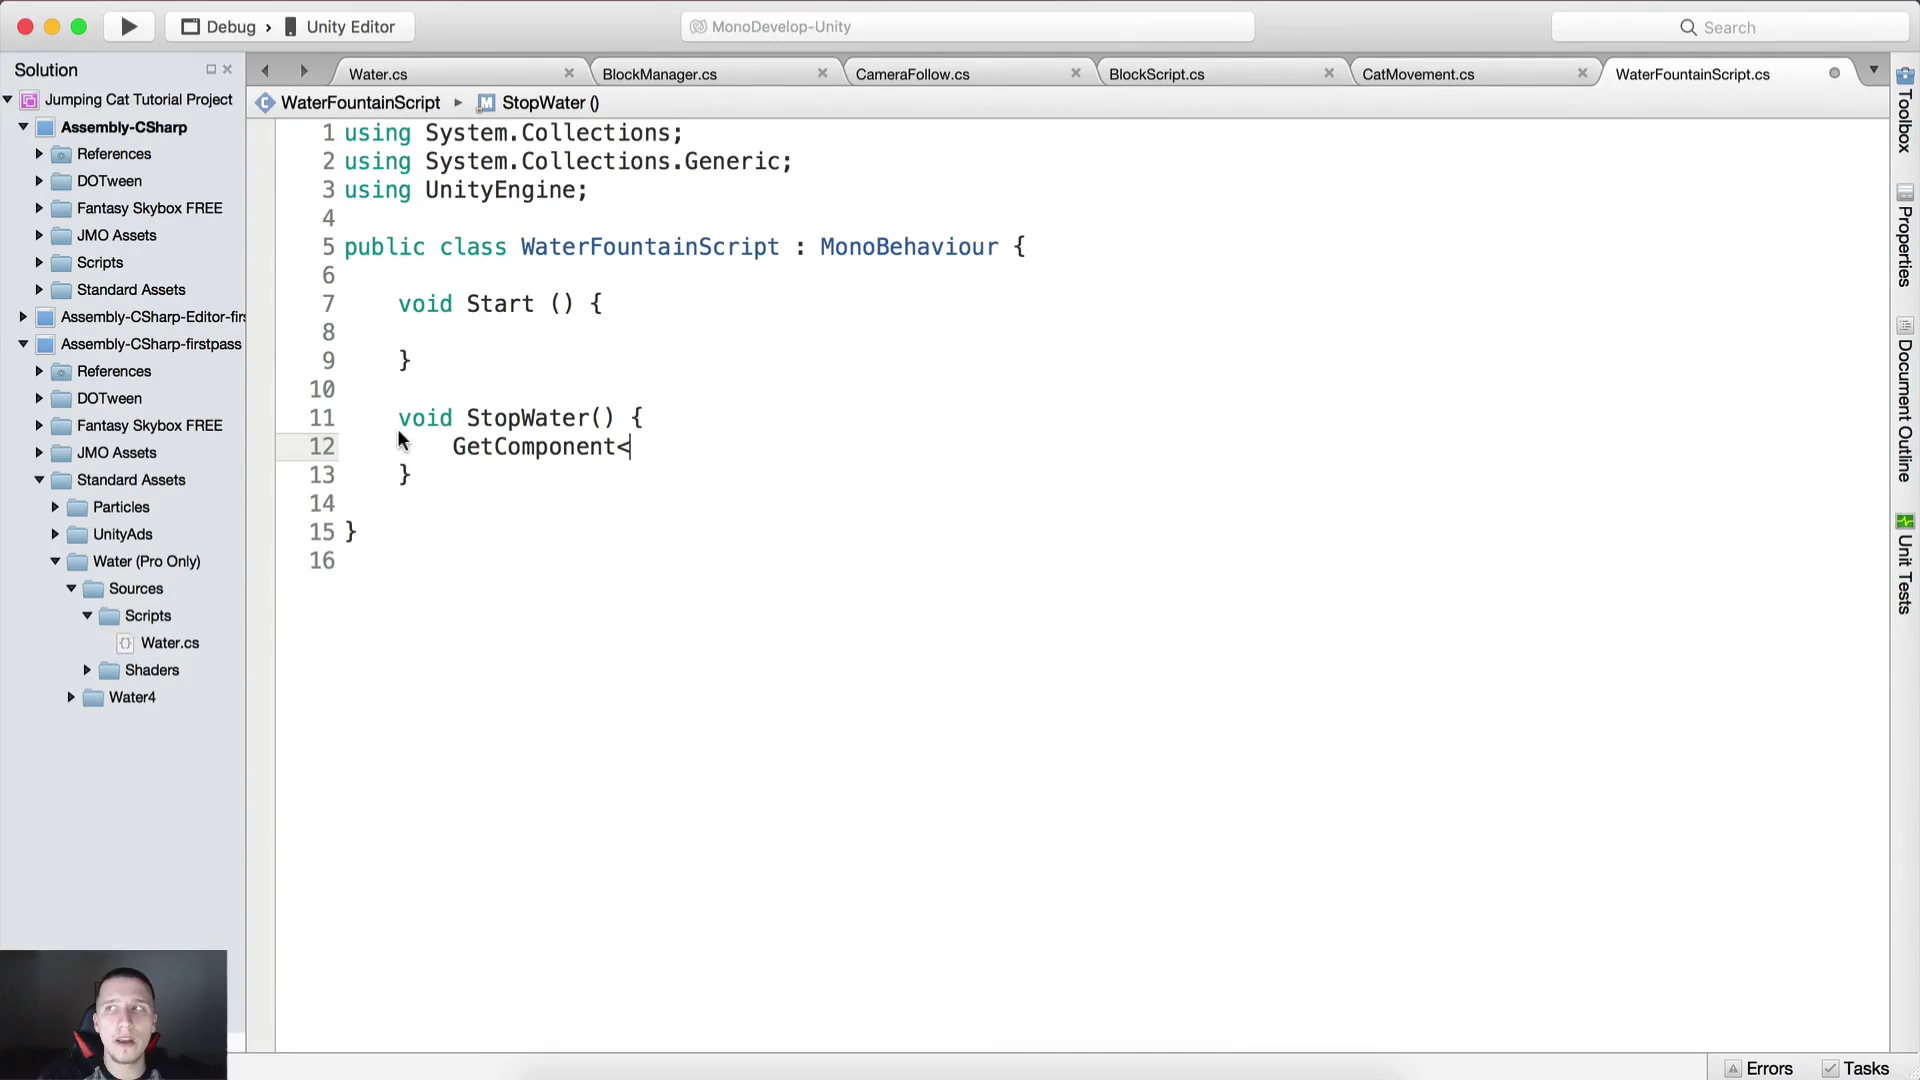 Debug › Unity Editor
MonoDevelop-Unity
Search
Solution
Water.cs
BlockManager.cs
CameraFollow.cs
BlockScript.cs
CatMovement.cs
WaterFountainScript.cs
WaterFountainScript
StopWater ()
Jumping Cat Tutorial Project
Assembly-CSharp
References
DOTween
Fantasy Skybox FREE
JMO Assets
Scripts
Standard Assets
Assembly-CSharp-Editor-firs
Assembly-CSharp-firstpass
References
DOTween
Fantasy Skybox FREE
JMO Assets
Standard Assets
Particles
UnityAds
Water (Pro Only)
Sources
Scripts
Water.cs
Shaders
Water4
1 using System.Collections;
2 using System.Collections.Generic;
3 using UnityEngine;
4
5 public class WaterFountainScript : MonoBehaviour {
6
7 void Start () {
8
9 }
10
11 void StopWater() {
12 GetComponent<
13 }
14
15 }
16
Toolbox
Properties
Document Outline
Unit Tests
Errors
Tasks